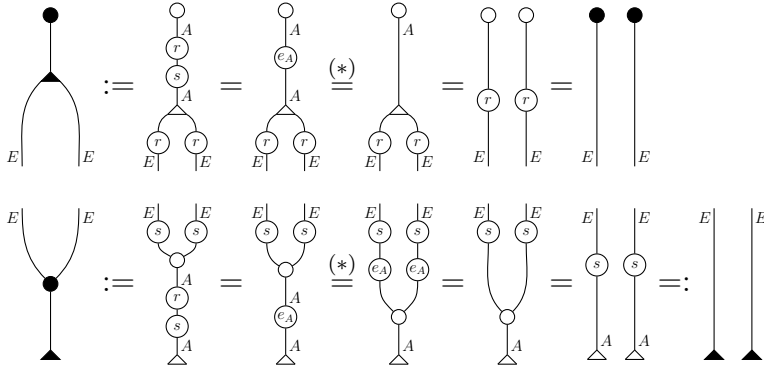 A A A
r
s e_A
:= = (*) = = =
A A A
r r r r r r r r
E E E E E E E E E E E E
E E E E E E E E E E E E E E
s s s s s s s s
A A e_A e_A s s
:= r = (*) = = = =:
s e_A A A A A
A A